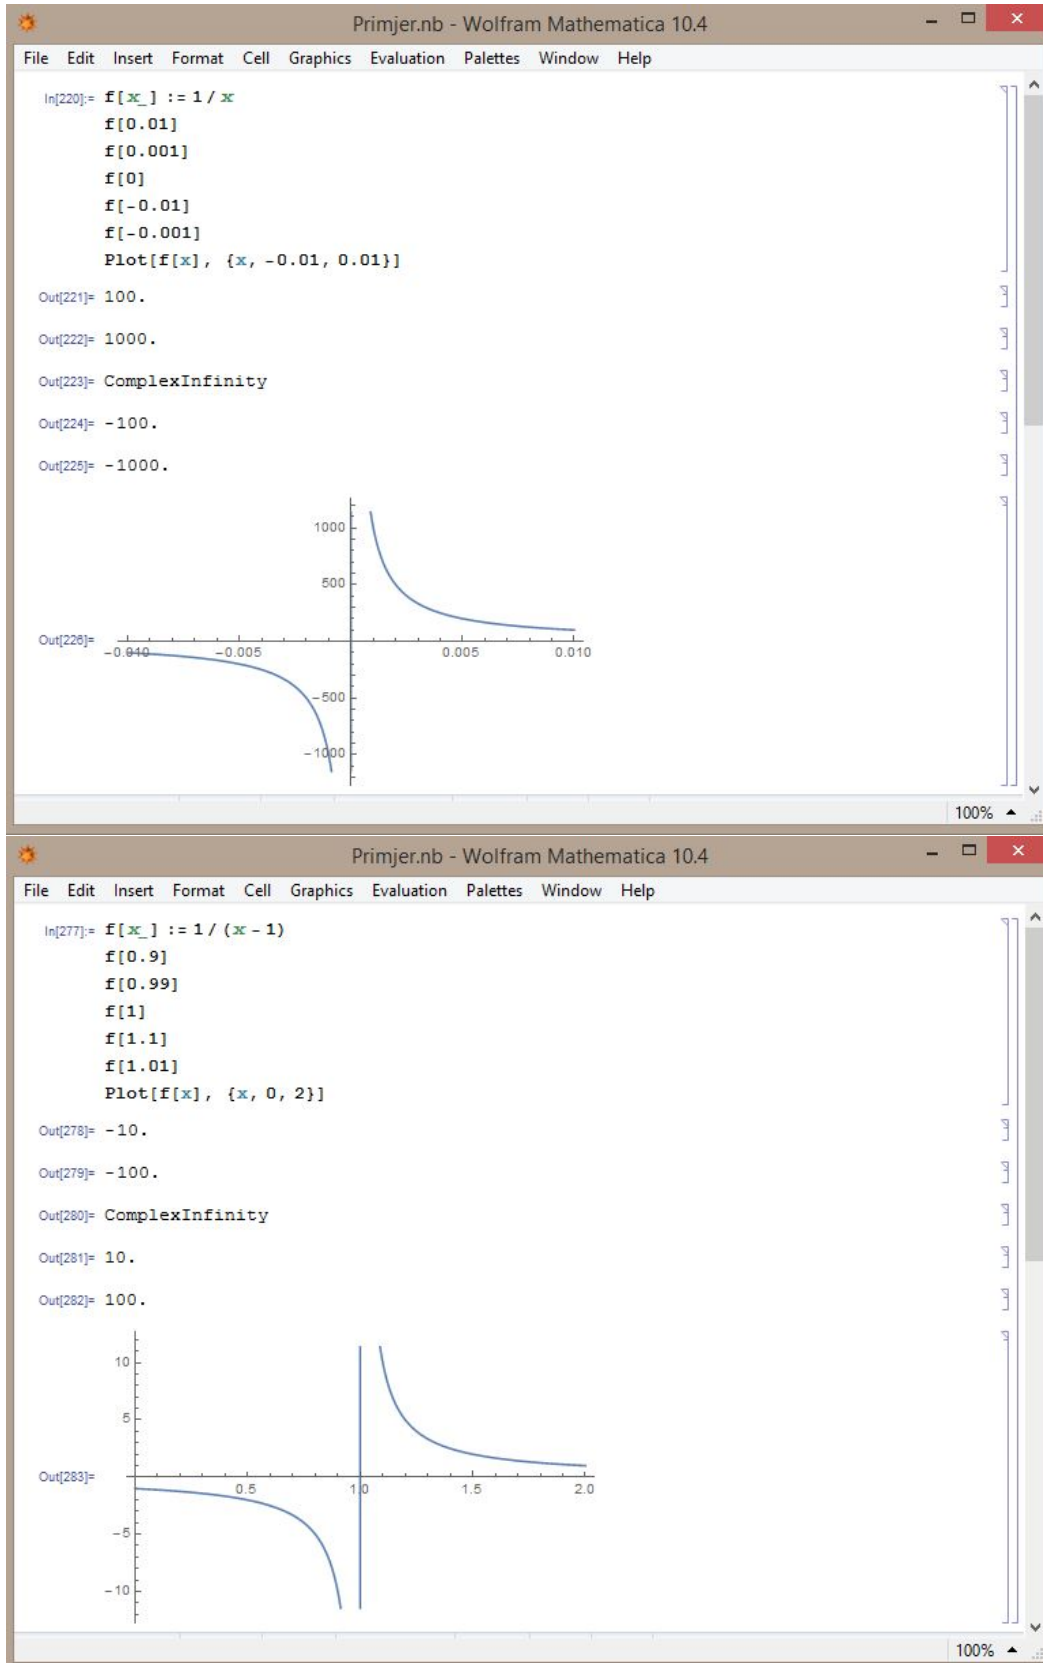 Primjer.nb - Wolfram Mathematica 10.4
File Edit Insert Format Cell Graphics Evaluation Palettes Window Help
In[220]:= f[x_] := 1 / x
f[0.01]
f[0.001]
f[0]
f[-0.01]
f[-0.001]
Plot[f[x], {x, -0.01, 0.01}]
Out[221]= 100.
Out[222]= 1000.
Out[223]= ComplexInfinity
Out[224]= -100.
Out[225]= -1000.
1000
500
Out[226]=
-0.010 -0.005 0.005 0.010
-500
-1000
100%
Primjer.nb - Wolfram Mathematica 10.4
File Edit Insert Format Cell Graphics Evaluation Palettes Window Help
In[277]:= f[x_] := 1 / (x - 1)
f[0.9]
f[0.99]
f[1]
f[1.1]
f[1.01]
Plot[f[x], {x, 0, 2}]
Out[278]= -10.
Out[279]= -100.
Out[280]= ComplexInfinity
Out[281]= 10.
Out[282]= 100.
10
5
Out[283]=
0.5 1.0 1.5 2.0
-5
-10
100%